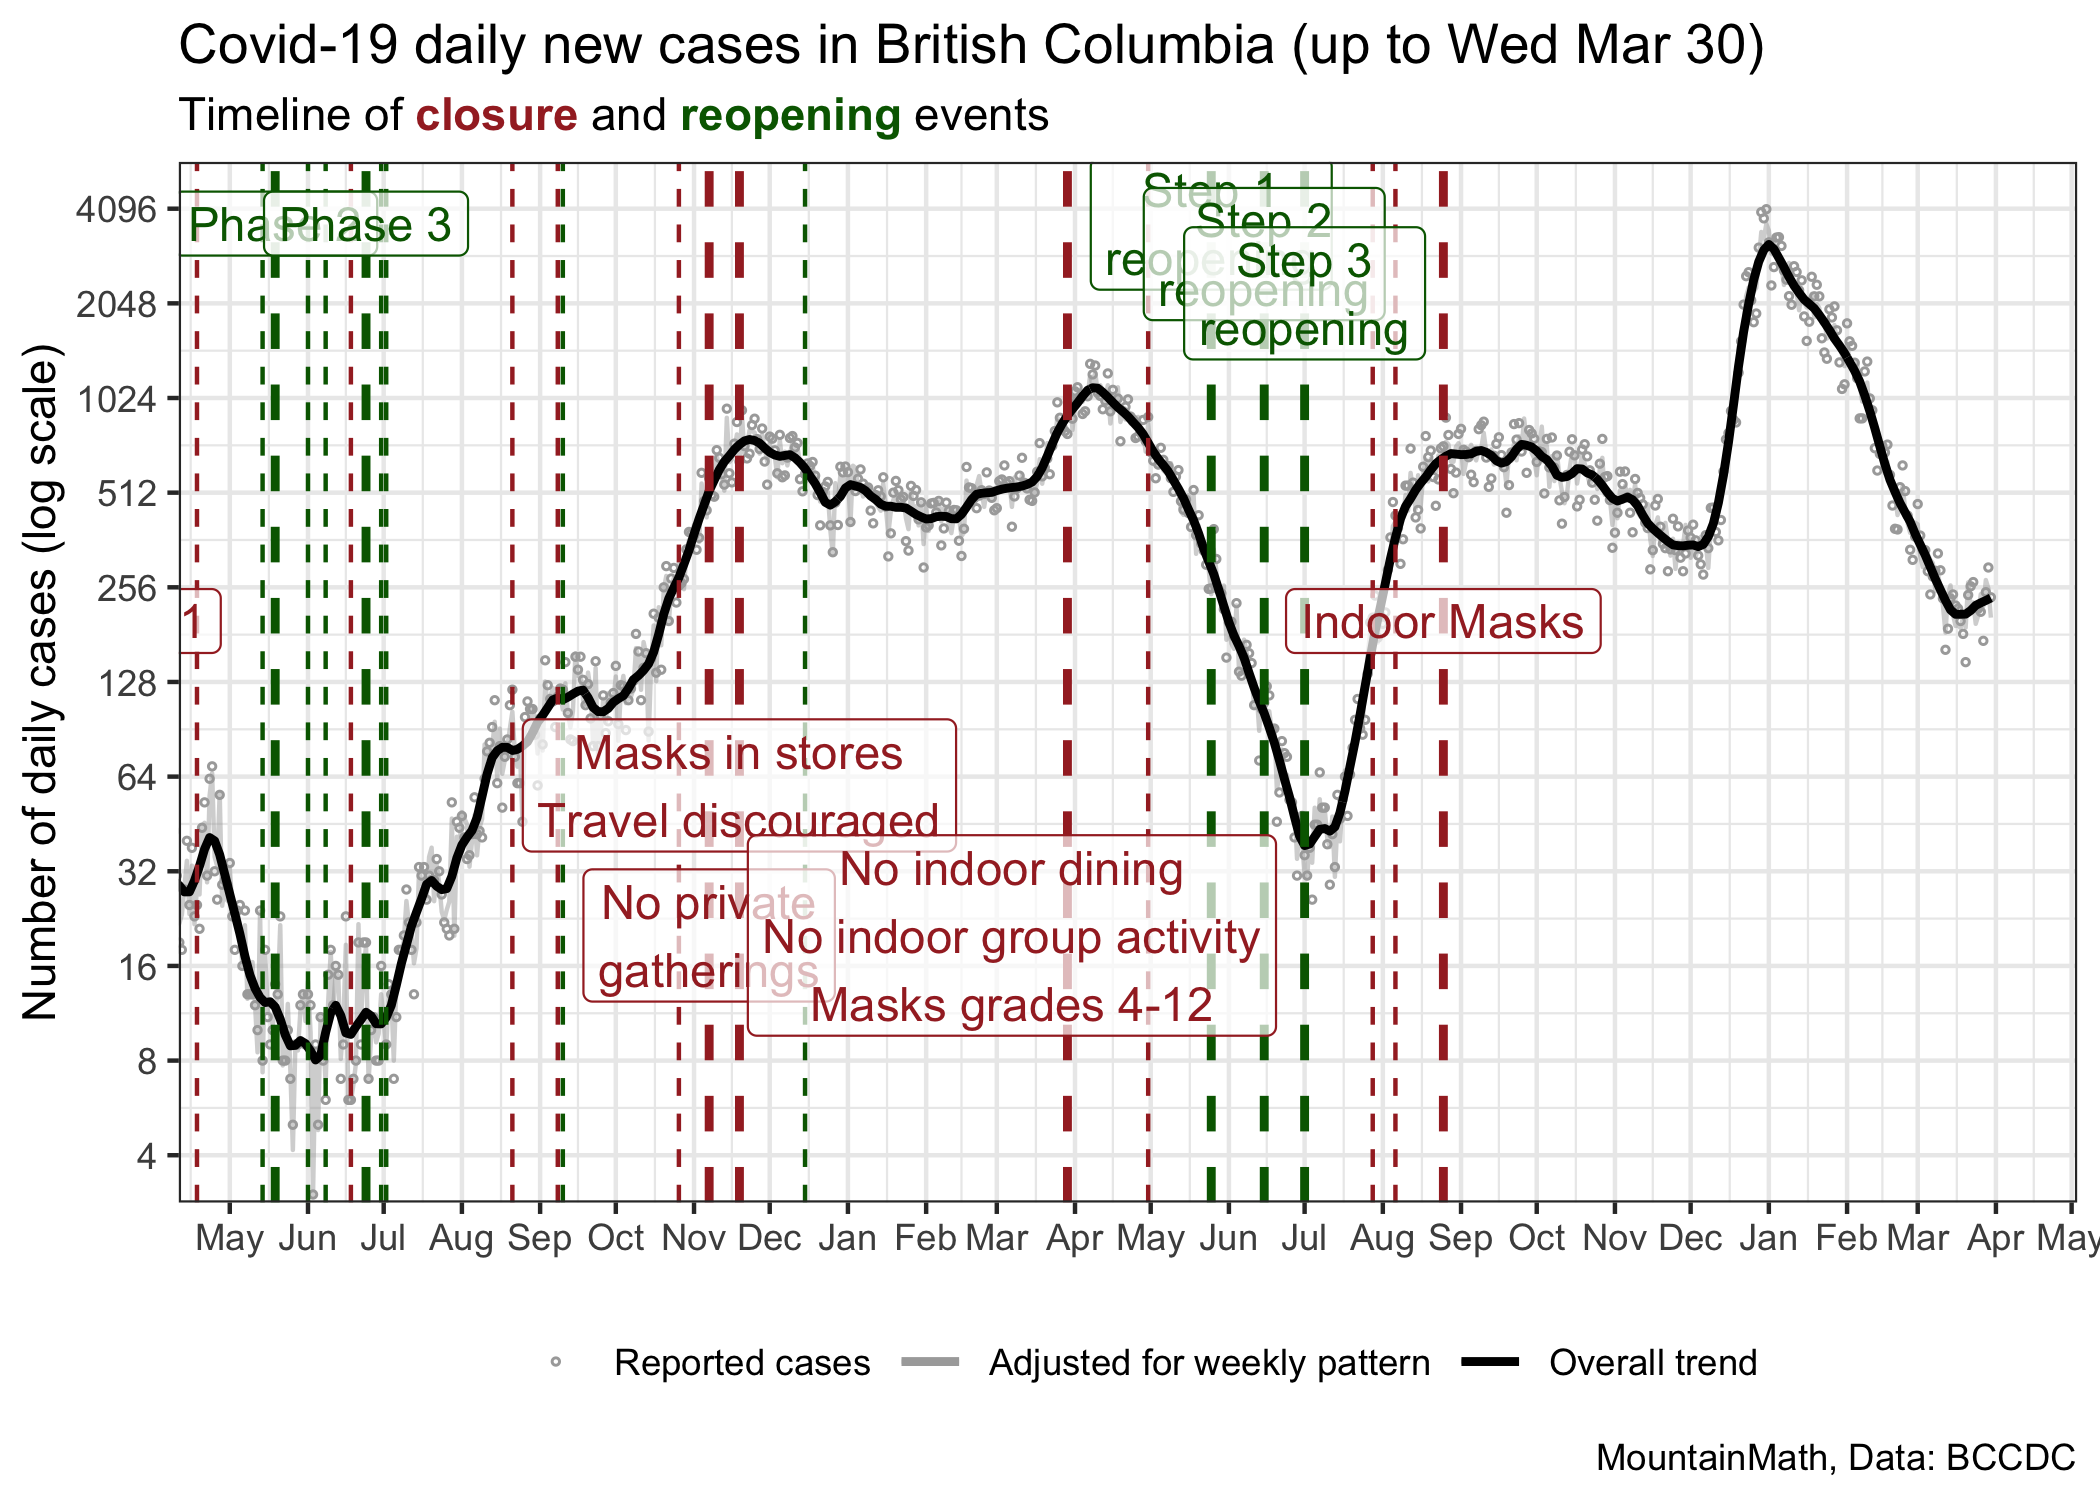 Covid-19 daily new cases in British Columbia (up to Wed Mar 30)
Timeline of closure and reopening events
Number of daily cases (log scale)
4096
2048
1024
512
256
128
64
32
16
8
4
Phase 3
Step 1
Step 2
reopening
Step 3
reopening
1
Indoor Masks
Masks in stores
Travel discouraged
No private
gatherings
No indoor dining
No indoor group activity
Masks grades 4-12
May Jun Jul Aug Sep Oct Nov Dec Jan Feb Mar Apr May Jun Jul Aug Sep Oct Nov Dec Jan Feb Mar Apr May
Reported cases Adjusted for weekly pattern Overall trend
MountainMath, Data: BCCDC